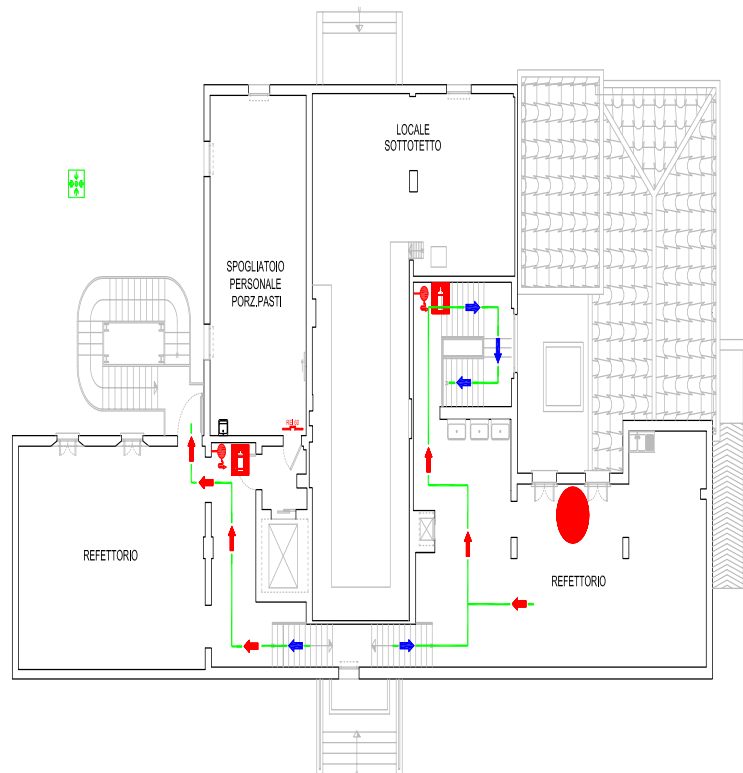 LOCALE
SOTTOTETTO
SPOGLIATOIO
PERSONALE
PORZ.PASTI
REFETTORIO
REFETTORIO